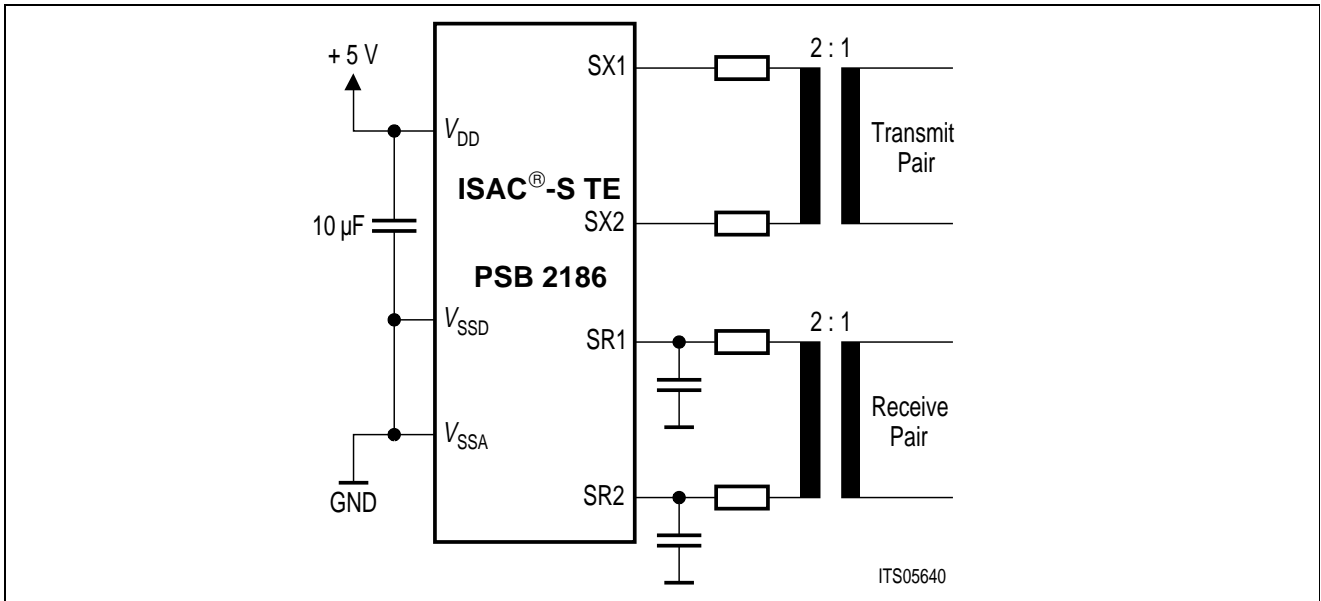 + 5 V
10 µF
GND
V_DD
ISAC®-S TE
PSB 2186
V_SSD
V_SSA
SX1
SX2
SR1
SR2
2 : 1
Transmit
Pair
2 : 1
Receive
Pair
ITS05640